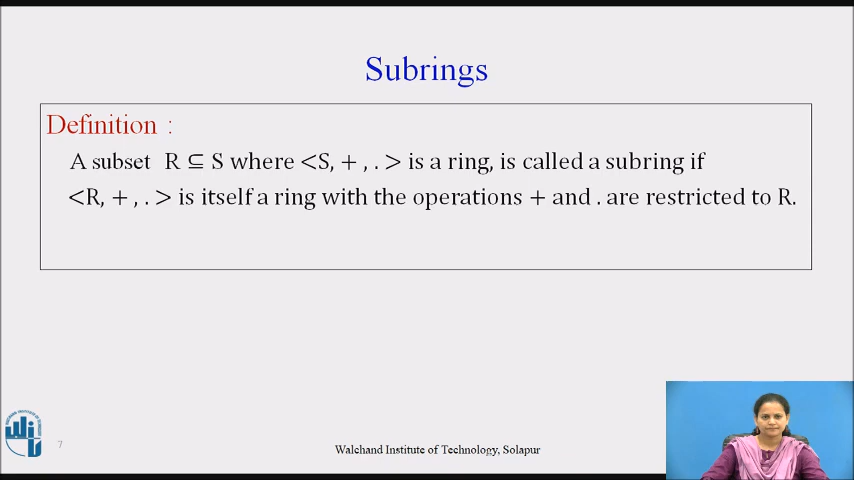 Subrings
Definition :
A subset R ⊆ S where <S, + , . > is a ring, is called a subring if
<R, + , . > is itself a ring with the operations + and . are restricted to R.
7
Walchand Institute of Technology, Solapur